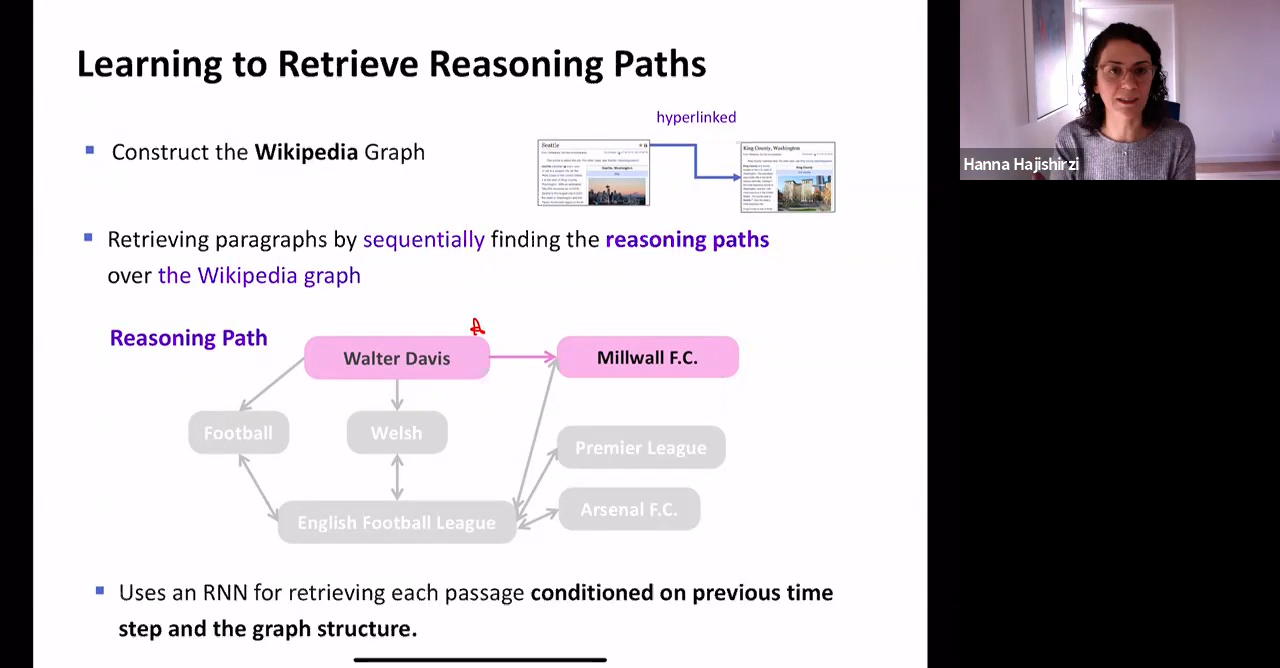 Learning to Retrieve Reasoning Paths
hyperlinked
Construct the Wikipedia Graph
Seattle
King County, Washington
Hanna Hajishirzi
Retrieving paragraphs by sequentially finding the reasoning paths
over the Wikipedia graph
Reasoning Path
A
Walter Davis
Millwall F.C.
Football
Welsh
Premier League
English Football League
Arsenal F.C.
Uses an RNN for retrieving each passage conditioned on previous time
step and the graph structure.